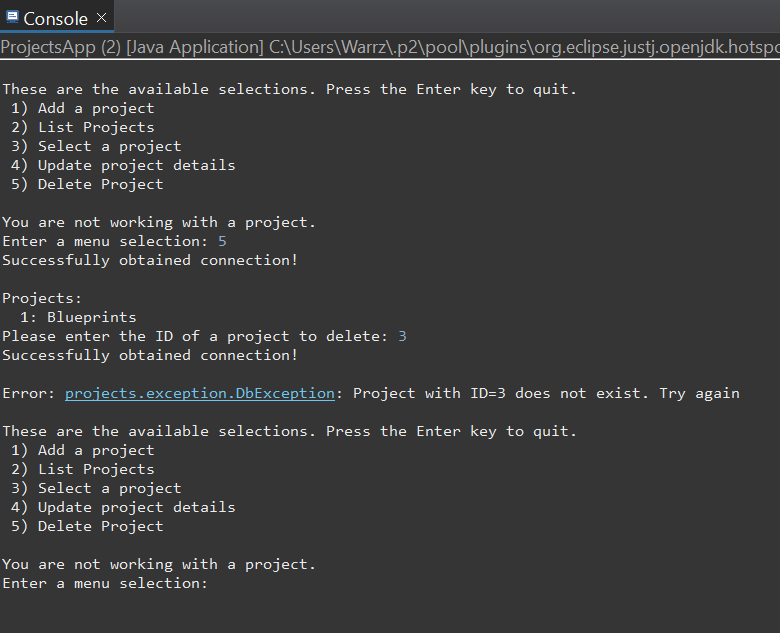 Console
ProjectsApp (2) [Java Application] C:\Users\Warrz\.p2\pool\plugins\org.eclipse.justj.openjdk.hotspo
These are the available selections. Press the Enter key to quit.
1) Add a project
2) List Projects
3) Select a project
4) Update project details
5) Delete Project
You are not working with a project.
Enter a menu selection: 5
Successfully obtained connection!
Projects:
1: Blueprints
Please enter the ID of a project to delete: 3
Successfully obtained connection!
Error: projects.exception.DbException: Project with ID=3 does not exist. Try again
These are the available selections. Press the Enter key to quit.
1) Add a project
2) List Projects
3) Select a project
4) Update project details
5) Delete Project
You are not working with a project.
Enter a menu selection: